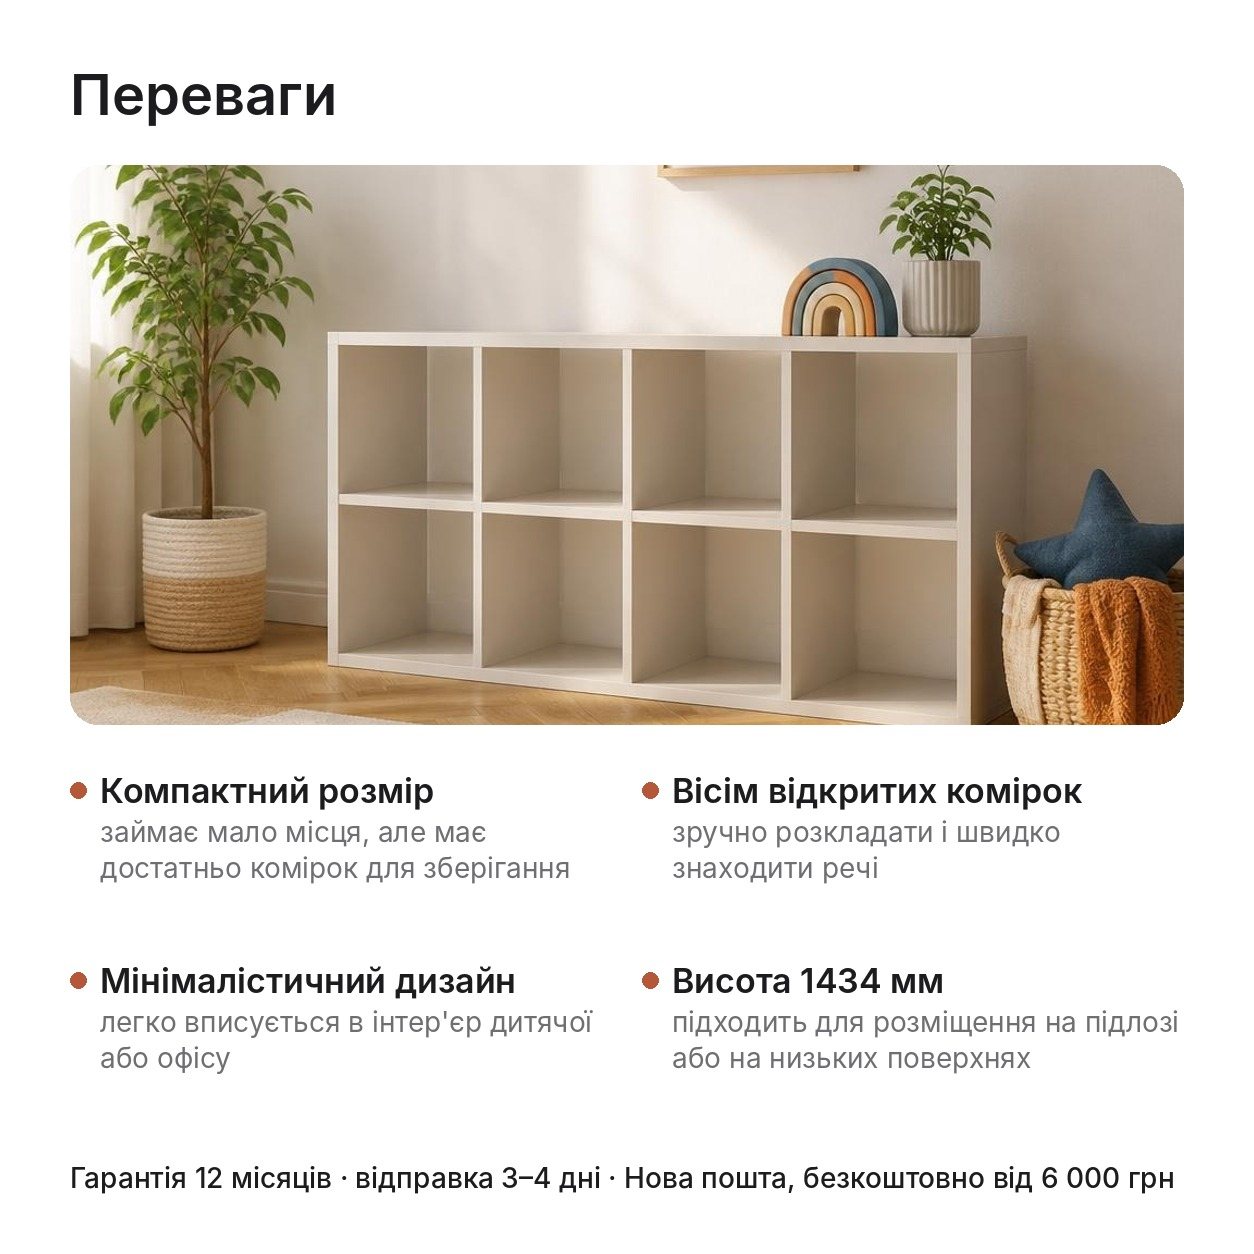 Переваги
Компактний розмір
займає мало місця, але має
достатньо комірок для зберігання
Вісім відкритих комірок
зручно розкладати і швидко
знаходити речі
Мінімалістичний дизайн
легко вписується в інтер'єр дитячої
або офісу
Висота 1434 мм
підходить для розміщення на підлозі
або на низьких поверхнях
Гарантія 12 місяців · відправка 3–4 дні · Нова пошта, безкоштовно від 6 000 грн